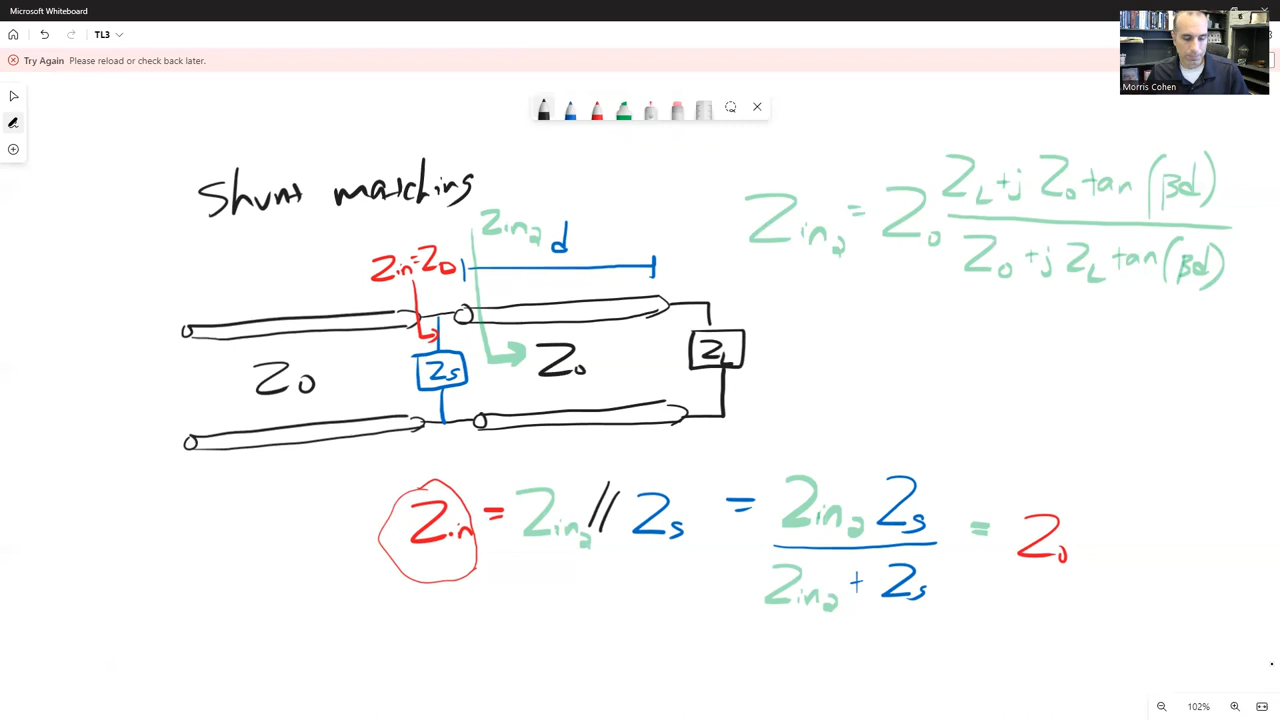 Microsoft Whiteboard
TL3
Try Again Please reload or check back later.
Morris Cohen
Shunt matching
Zin2
d
Zin=Z0
Z0
Zs
Z0
ZL
Zin2 = Z0 (ZL + j Z0 tan(βd)) / (Z0 + j ZL tan(βd))
Zin = Zin2 // Zs = Zin2 Zs / (Zin2 + Zs) = Z0
102%